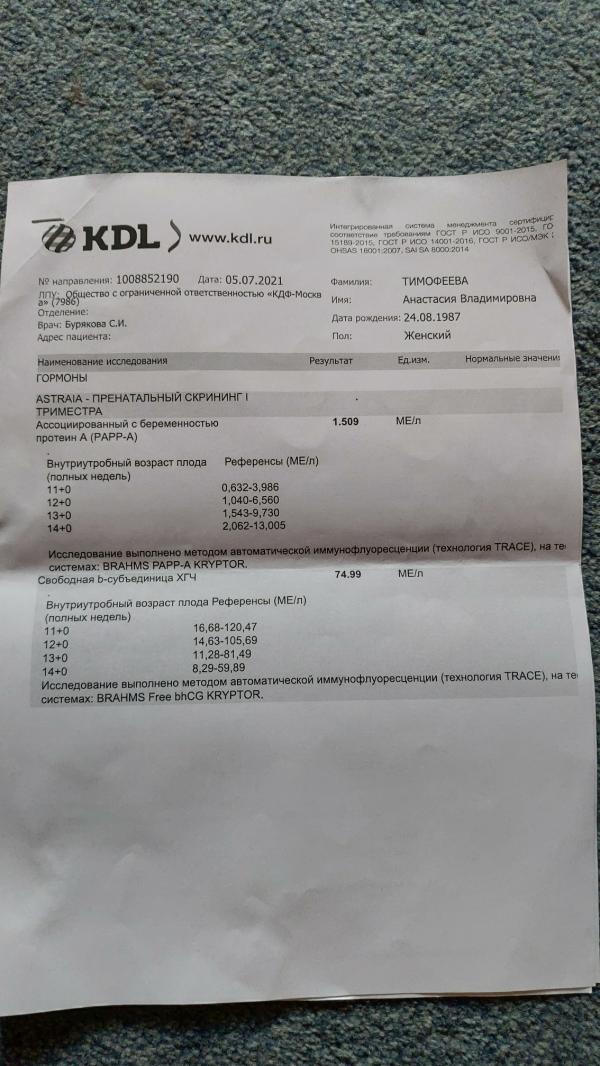 KDL www.kdl.ru
Интегрированная система менеджмента
соответствие требованиям ГОСТ Р ИСО 9001-2015,
15189-2015, ГОСТ Р ИСО 14001-2016, ГОСТ Р ИСО/МЭК
OHSAS 18001:2007, SAI SA 8000:2014
№ направления: 1008852190 Дата: 05.07.2021
ЛПУ: Общество с ограниченной ответственностью «КДФ-Москв
а» (7986)
Отделение:
Врач: Бурякова С.И.
Адрес пациента:
Фамилия: ТИМОФЕЕВА
Имя: Анастасия Владимировна
Дата рождения: 24.08.1987
Пол: Женский
Наименование исследования Результат Ед.изм. Нормальные значени
ГОРМОНЫ
ASTRAIA - ПРЕНАТАЛЬНЫЙ СКРИНИНГ I .
ТРИМЕСТРА
Ассоциированный с беременностью 1.509 МЕ/л
протеин А (PAPP-A)
.
Внутриутробный возраст плода Референсы (МЕ/л)
(полных недель)
11+0 0,632-3,986
12+0 1,040-6,560
13+0 1,543-9,730
14+0 2,062-13,005
Исследование выполнено методом автоматической иммунофлуоресценции (технология TRACE), на те
системах: BRAHMS PAPP-A KRYPTOR.
Свободная b-субъединица ХГЧ 74.99 МЕ/л
.
Внутриутробный возраст плода Референсы (МЕ/л)
(полных недель)
11+0 16,68-120,47
12+0 14,63-105,69
13+0 11,28-81,49
14+0 8,29-59,89
Исследование выполнено методом автоматической иммунофлуоресценции (технология TRACE), на те
системах: BRAHMS Free bhCG KRYPTOR.